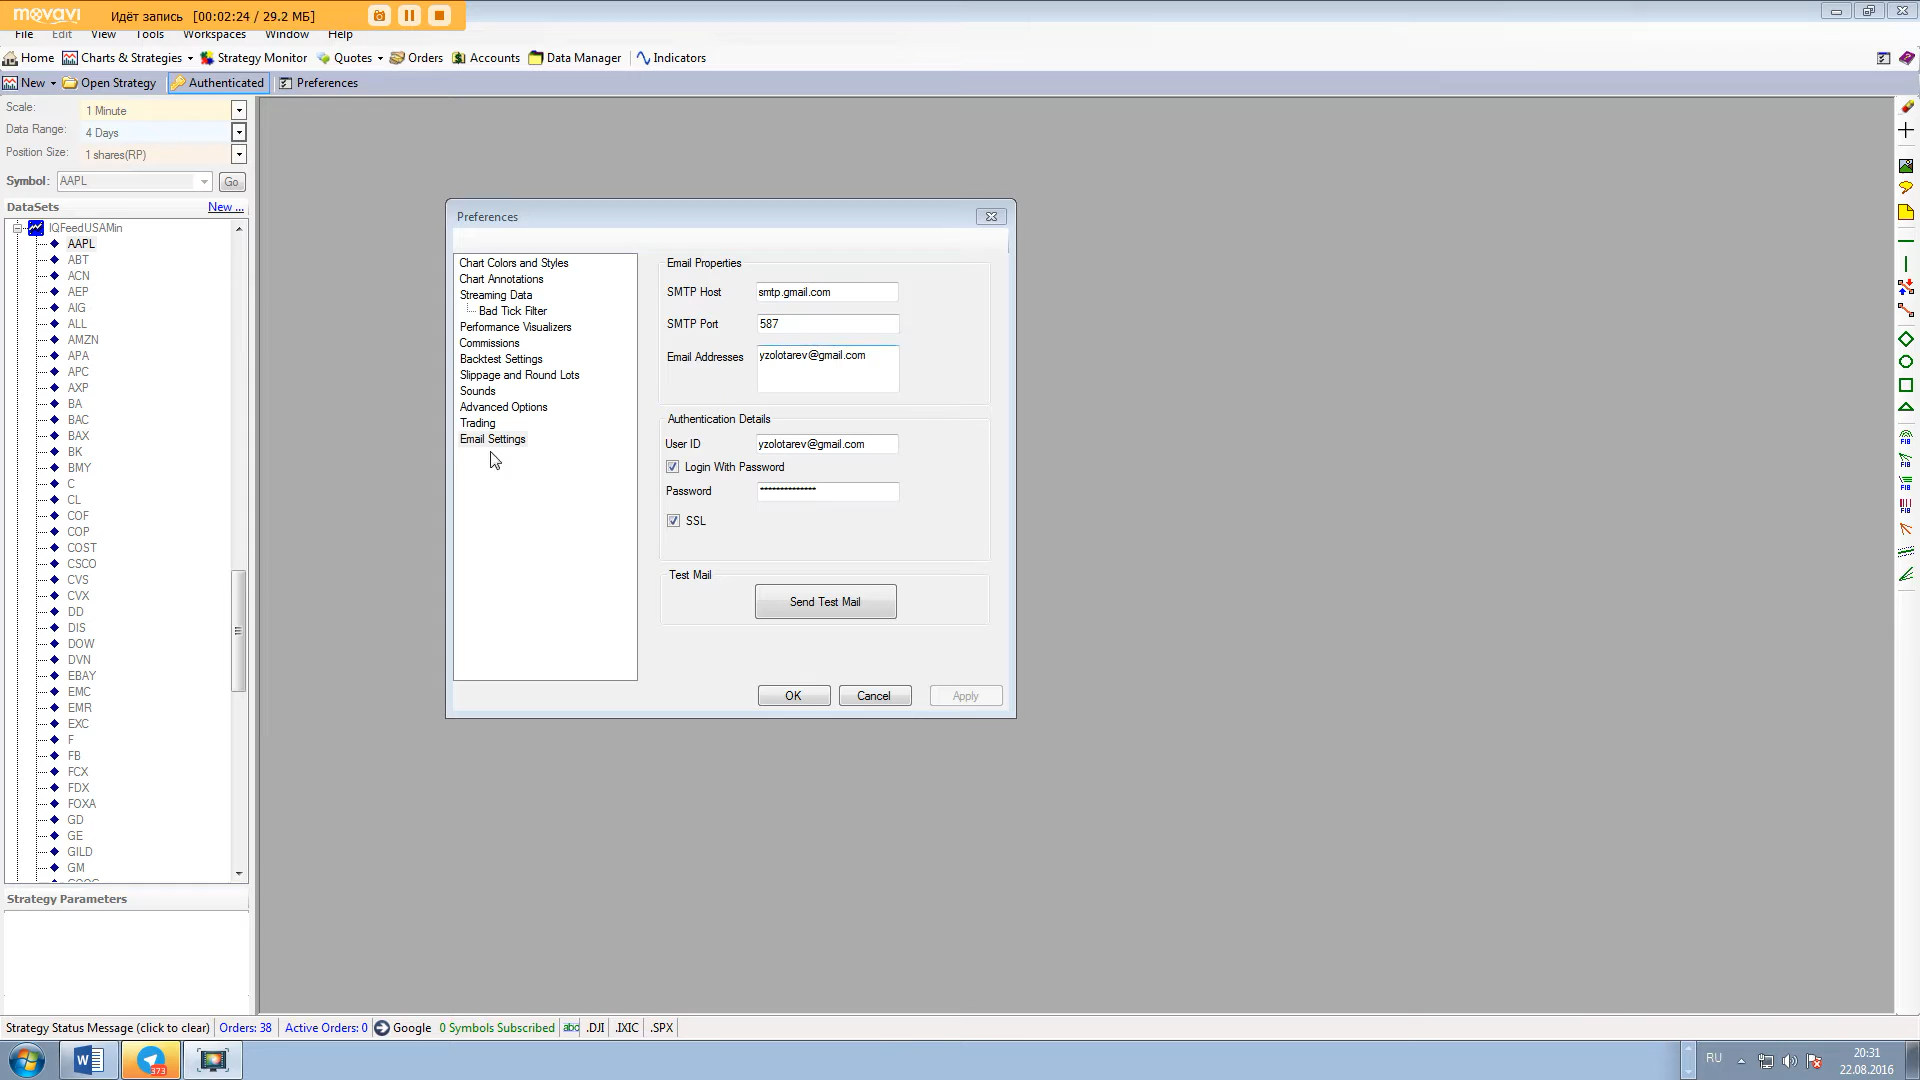 movavi Идёт запись [00:02:24 / 29.2 МБ]
File Edit View Tools Workspaces Window Help
Home Charts & Strategies Strategy Monitor Quotes Orders Accounts Data Manager Indicators
New Open Strategy Authenticated Preferences
Scale: 1 Minute
Data Range: 4 Days
Position Size: 1 shares(RP)
Symbol: AAPL Go
DataSets New ...
IQFeedUSAMin
AAPL
ABT
ACN
AEP
AIG
ALL
AMZN
APA
APC
AXP
BA
BAC
BAX
BK
BMY
C
CL
COF
COP
COST
CSCO
CVS
CVX
DD
DIS
DOW
DVN
EBAY
EMC
EMR
EXC
F
FB
FCX
FDX
FOXA
GD
GE
GILD
GM
Strategy Parameters
Preferences
Chart Colors and Styles
Chart Annotations
Streaming Data
Bad Tick Filter
Performance Visualizers
Commissions
Backtest Settings
Slippage and Round Lots
Sounds
Advanced Options
Trading
Email Settings
Email Properties
SMTP Host smtp.gmail.com
SMTP Port 587
Email Addresses yzolotarev@gmail.com
Authentication Details
User ID yzolotarev@gmail.com
Login With Password
Password **************
SSL
Test Mail
Send Test Mail
OK Cancel Apply
FIB
FIB
FIB
FIB
Strategy Status Message (click to clear) Orders: 38 Active Orders: 0 Google 0 Symbols Subscribed abc .DJI .IXIC .SPX
373
RU
20:31
22.08.2016